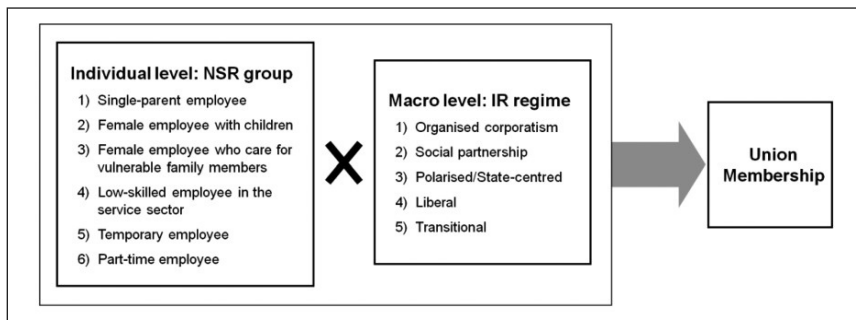 Individual level: NSR group
1) Single-parent employee
2) Female employee with children
3) Female employee who care for
vulnerable family members
4) Low-skilled employee in the
service sector
5) Temporary employee
6) Part-time employee
X
Macro level: IR regime
1) Organised corporatism
2) Social partnership
3) Polarised/State-centred
4) Liberal
5) Transitional
Union
Membership